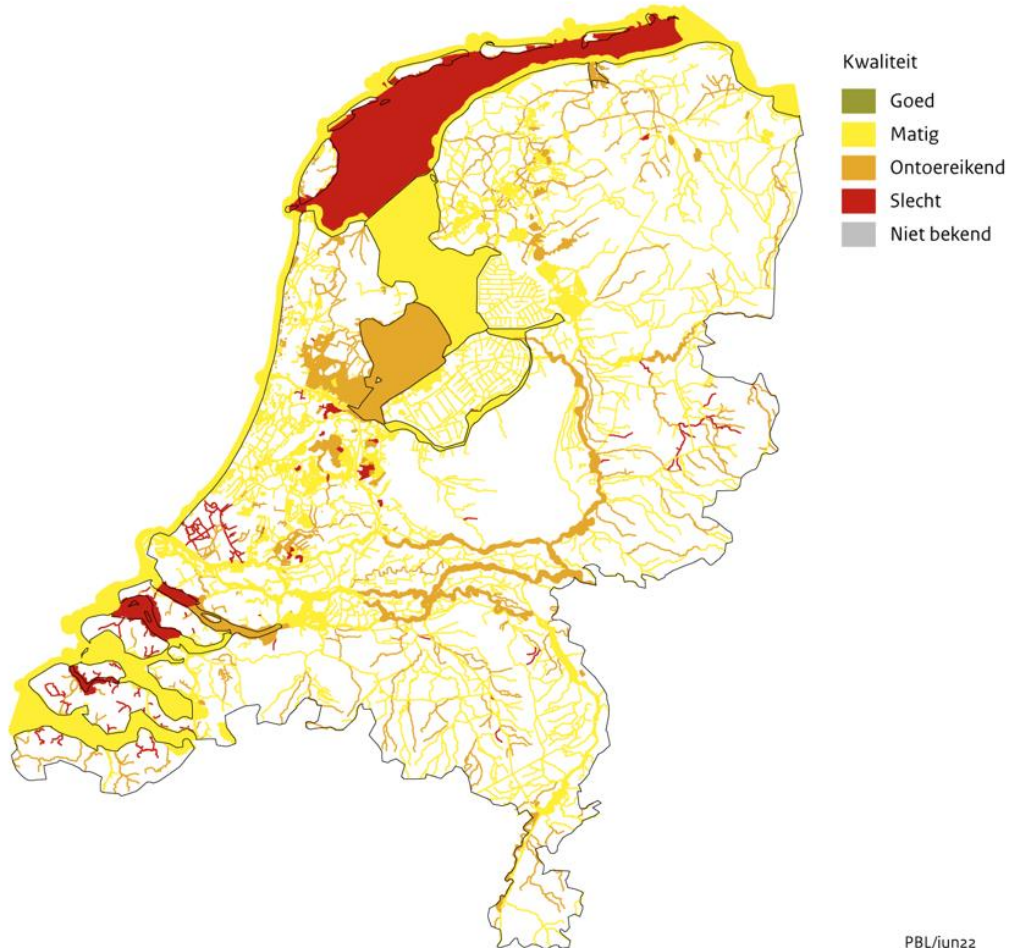 Kwaliteit
Goed
Matig
Ontoereikend
Slecht
Niet bekend
PBL/jun22